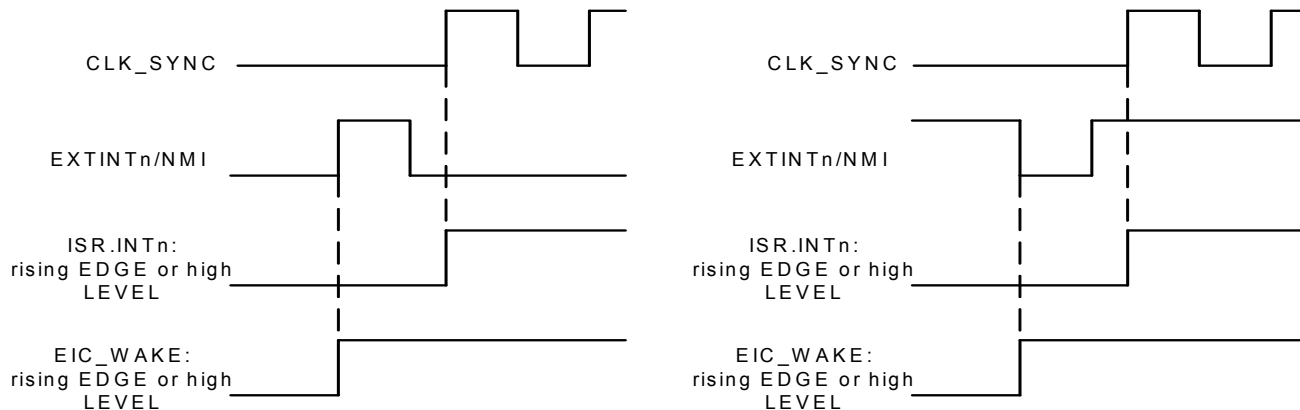 CLK_SYNC
EXTINTn/NMI
ISR.INTn:
rising EDGE or high
LEVEL
EIC_WAKE:
rising EDGE or high
LEVEL
CLK_SYNC
EXTINTn/NMI
ISR.INTn:
rising EDGE or high
LEVEL
EIC_WAKE:
rising EDGE or high
LEVEL